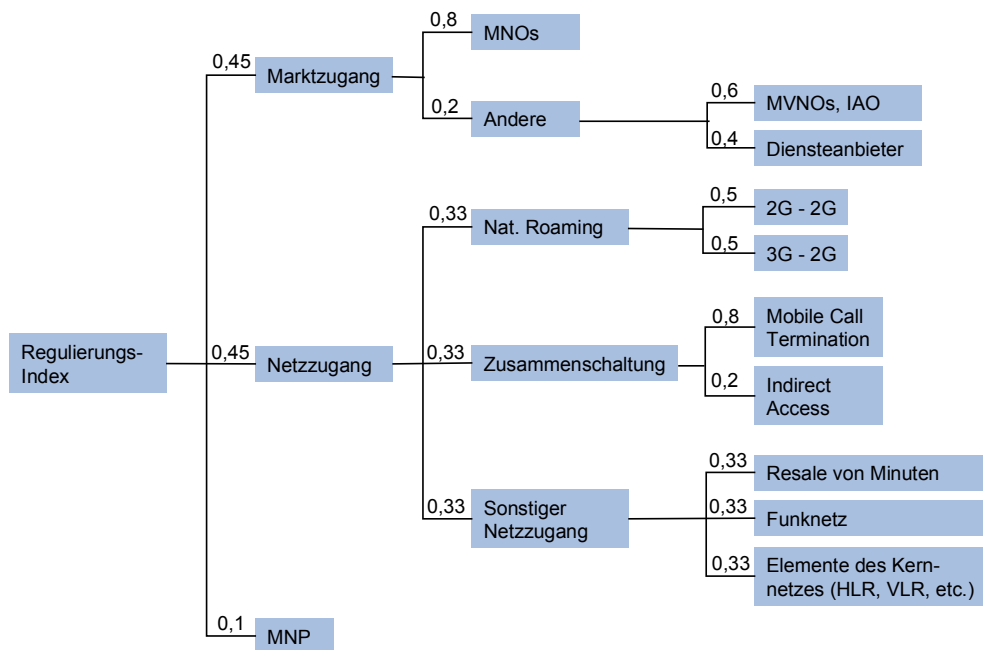 0,8
MNOs
0,45
Marktzugang
0,2
Andere
0,6
MVNOs, IAO
0,4
Diensteanbieter
0,33
Nat. Roaming
0,5
2G - 2G
0,5
3G - 2G
Regulierungs-
Index
0,45
Netzzugang
0,33
Zusammenschaltung
0,8
Mobile Call
Termination
0,2
Indirect
Access
0,33
Sonstiger
Netzzugang
0,33
Resale von Minuten
0,33
Funknetz
0,33
Elemente des Kern-
netzes (HLR, VLR, etc.)
0,1
MNP